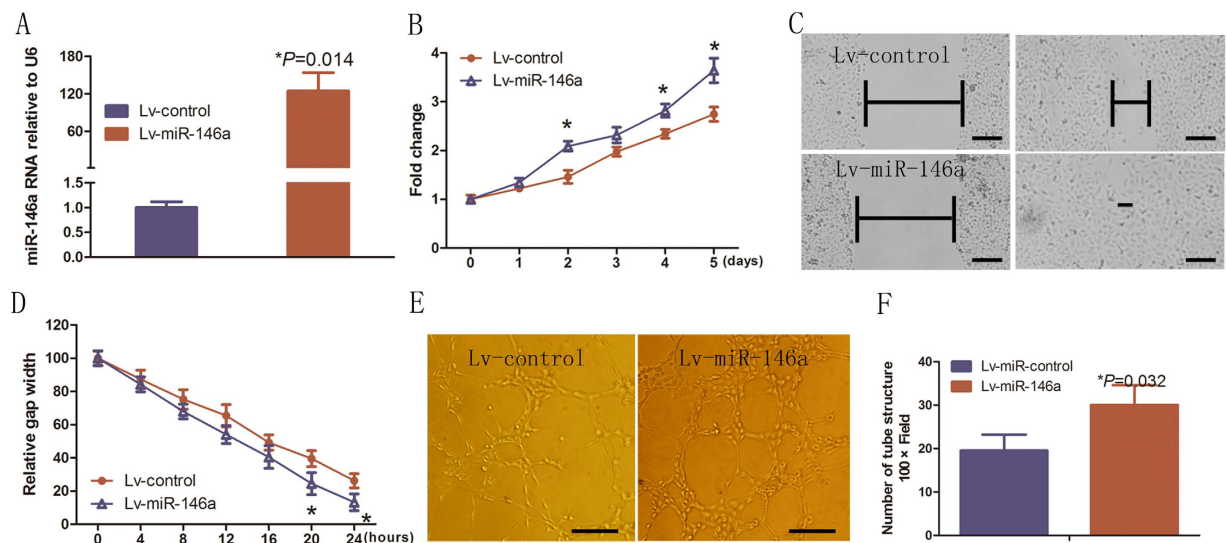 A
miR-146a RNA relative to U6
180
150
120
90
60
1.5
1.0
0.5
0.0
Lv-control
Lv-miR-146a
*P=0.014
B
Fold change
4
3
2
1
0
Lv-control
Lv-miR-146a
*
*
*
0 1 2 3 4 5 (days)
C
Lv-control
Lv-miR-146a
D
Relative gap width
120
100
80
60
40
20
0
Lv-control
Lv-miR-146a
*
*
0 4 8 12 16 20 24(hours)
E
Lv-control
Lv-miR-146a
F
Number of tube structure
100 × Field
40
30
20
10
0
Lv-miR-control
Lv-miR-146a
*P=0.032